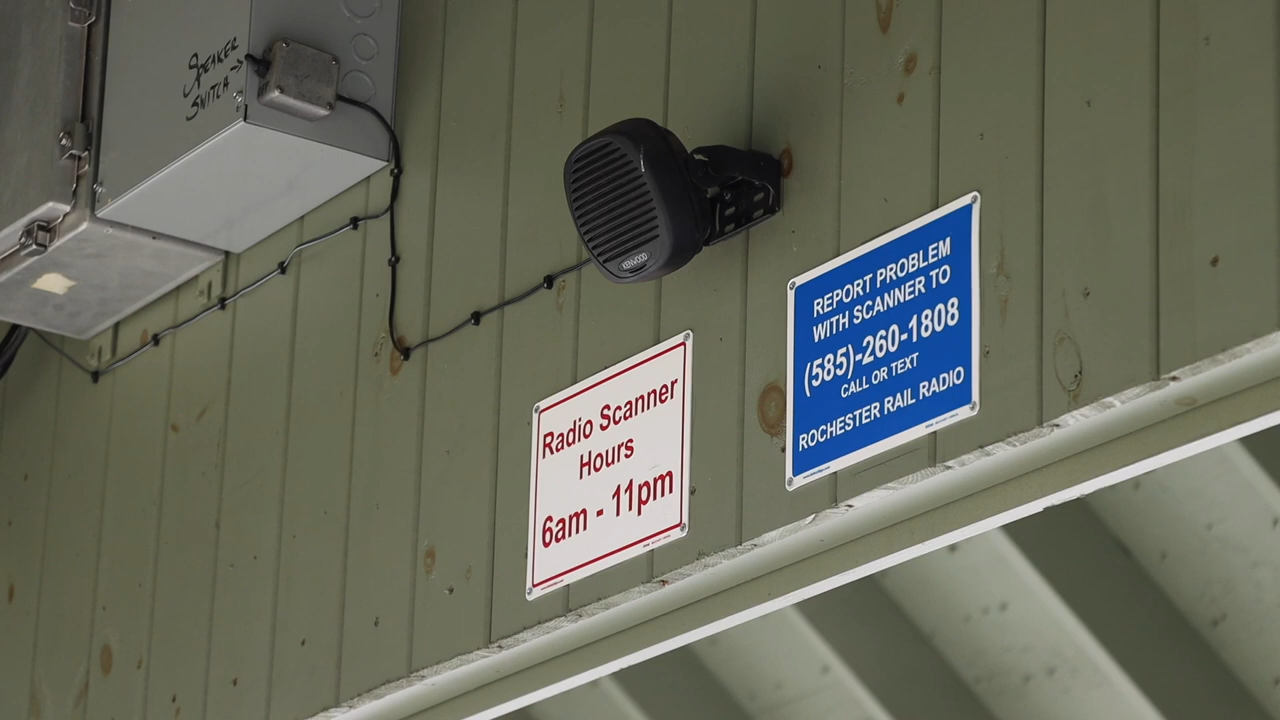 SPEAKER
SWITCH
KENWOOD
Radio Scanner
Hours
6am - 11pm
REPORT PROBLEM
WITH SCANNER TO
(585)-260-1808
CALL OR TEXT
ROCHESTER RAIL RADIO